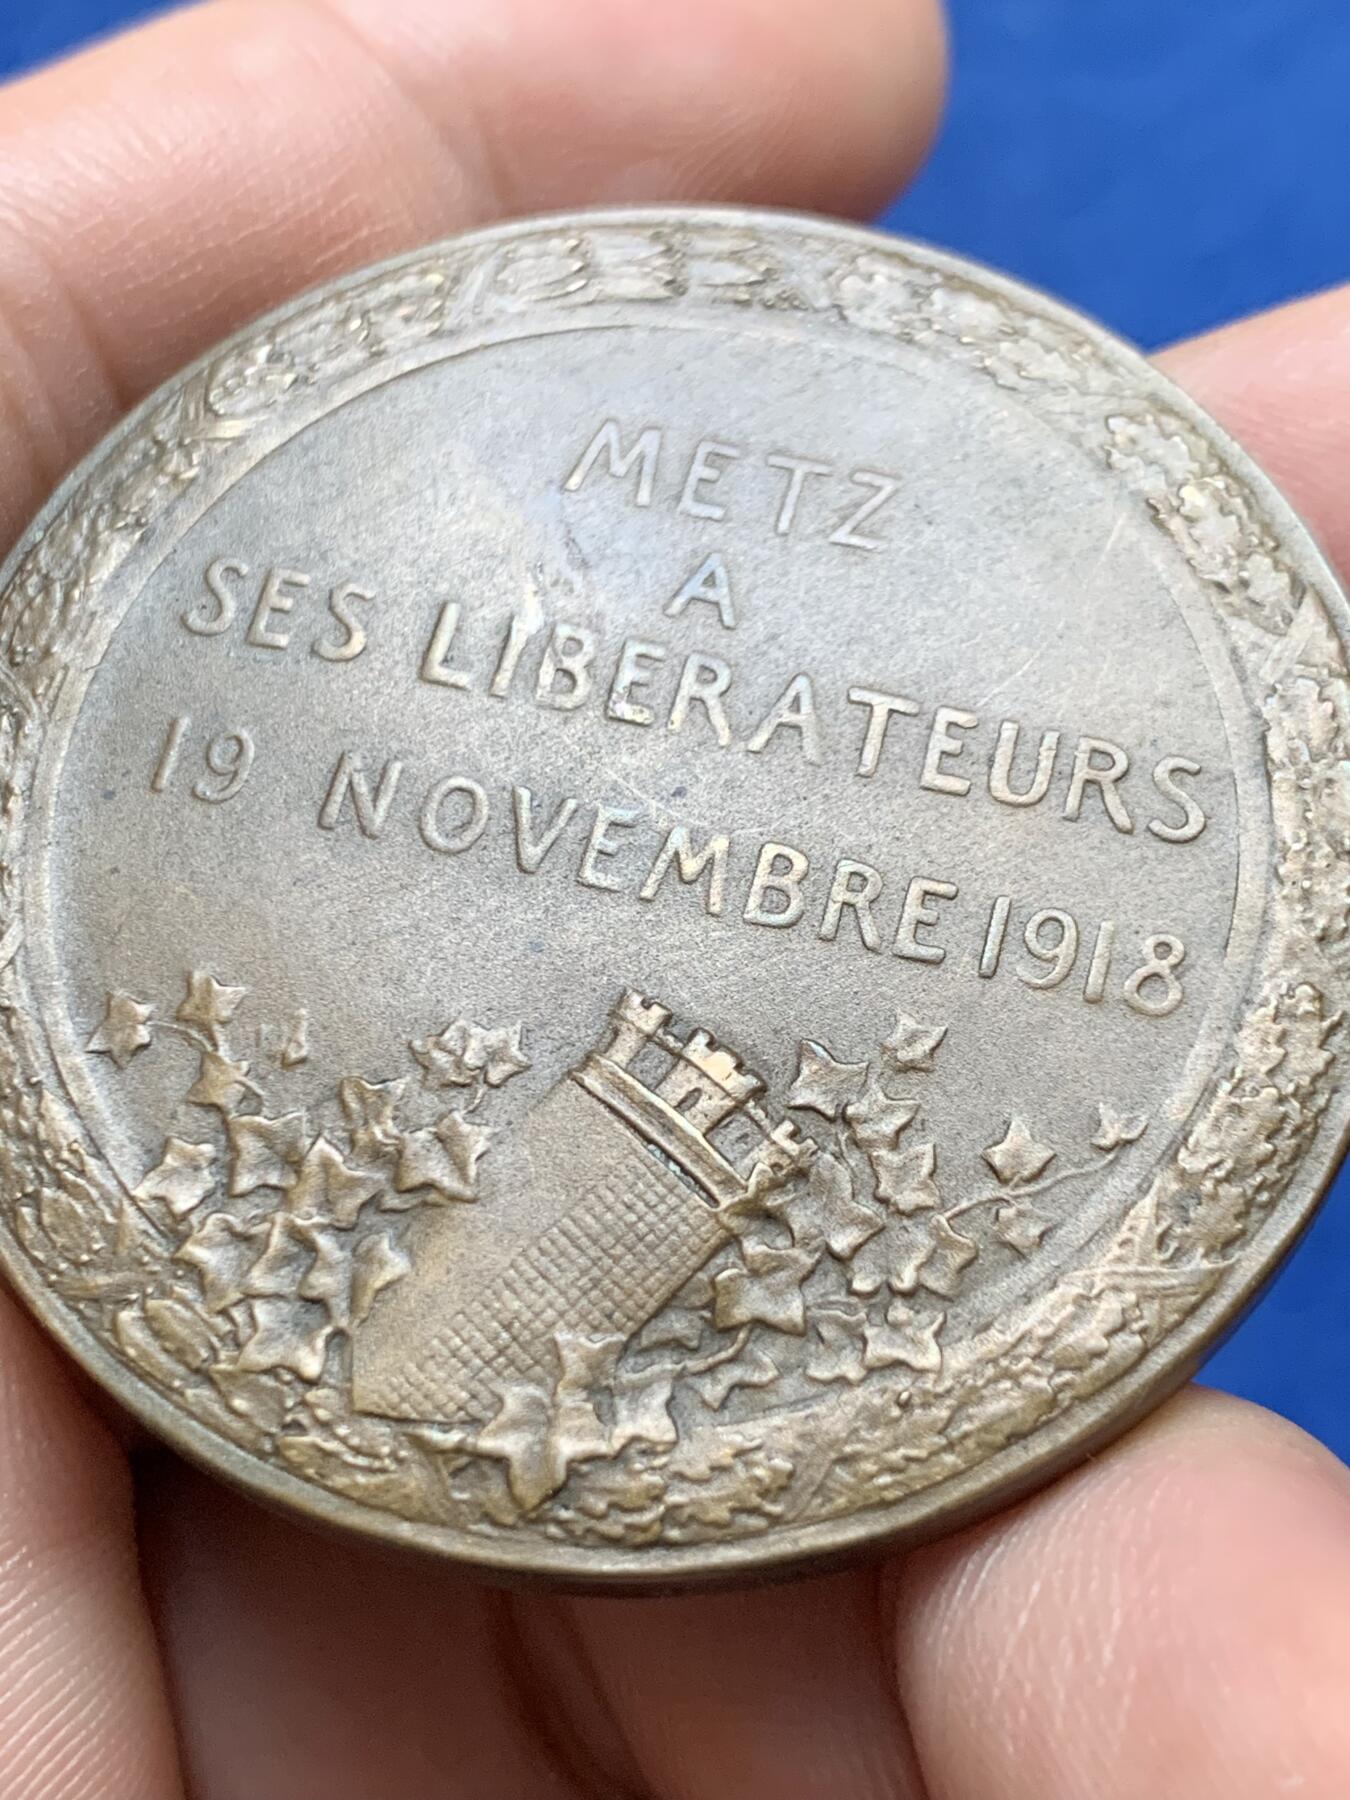 METZ
A
SES LIBERATEURS
19 NOVEMBRE 1918